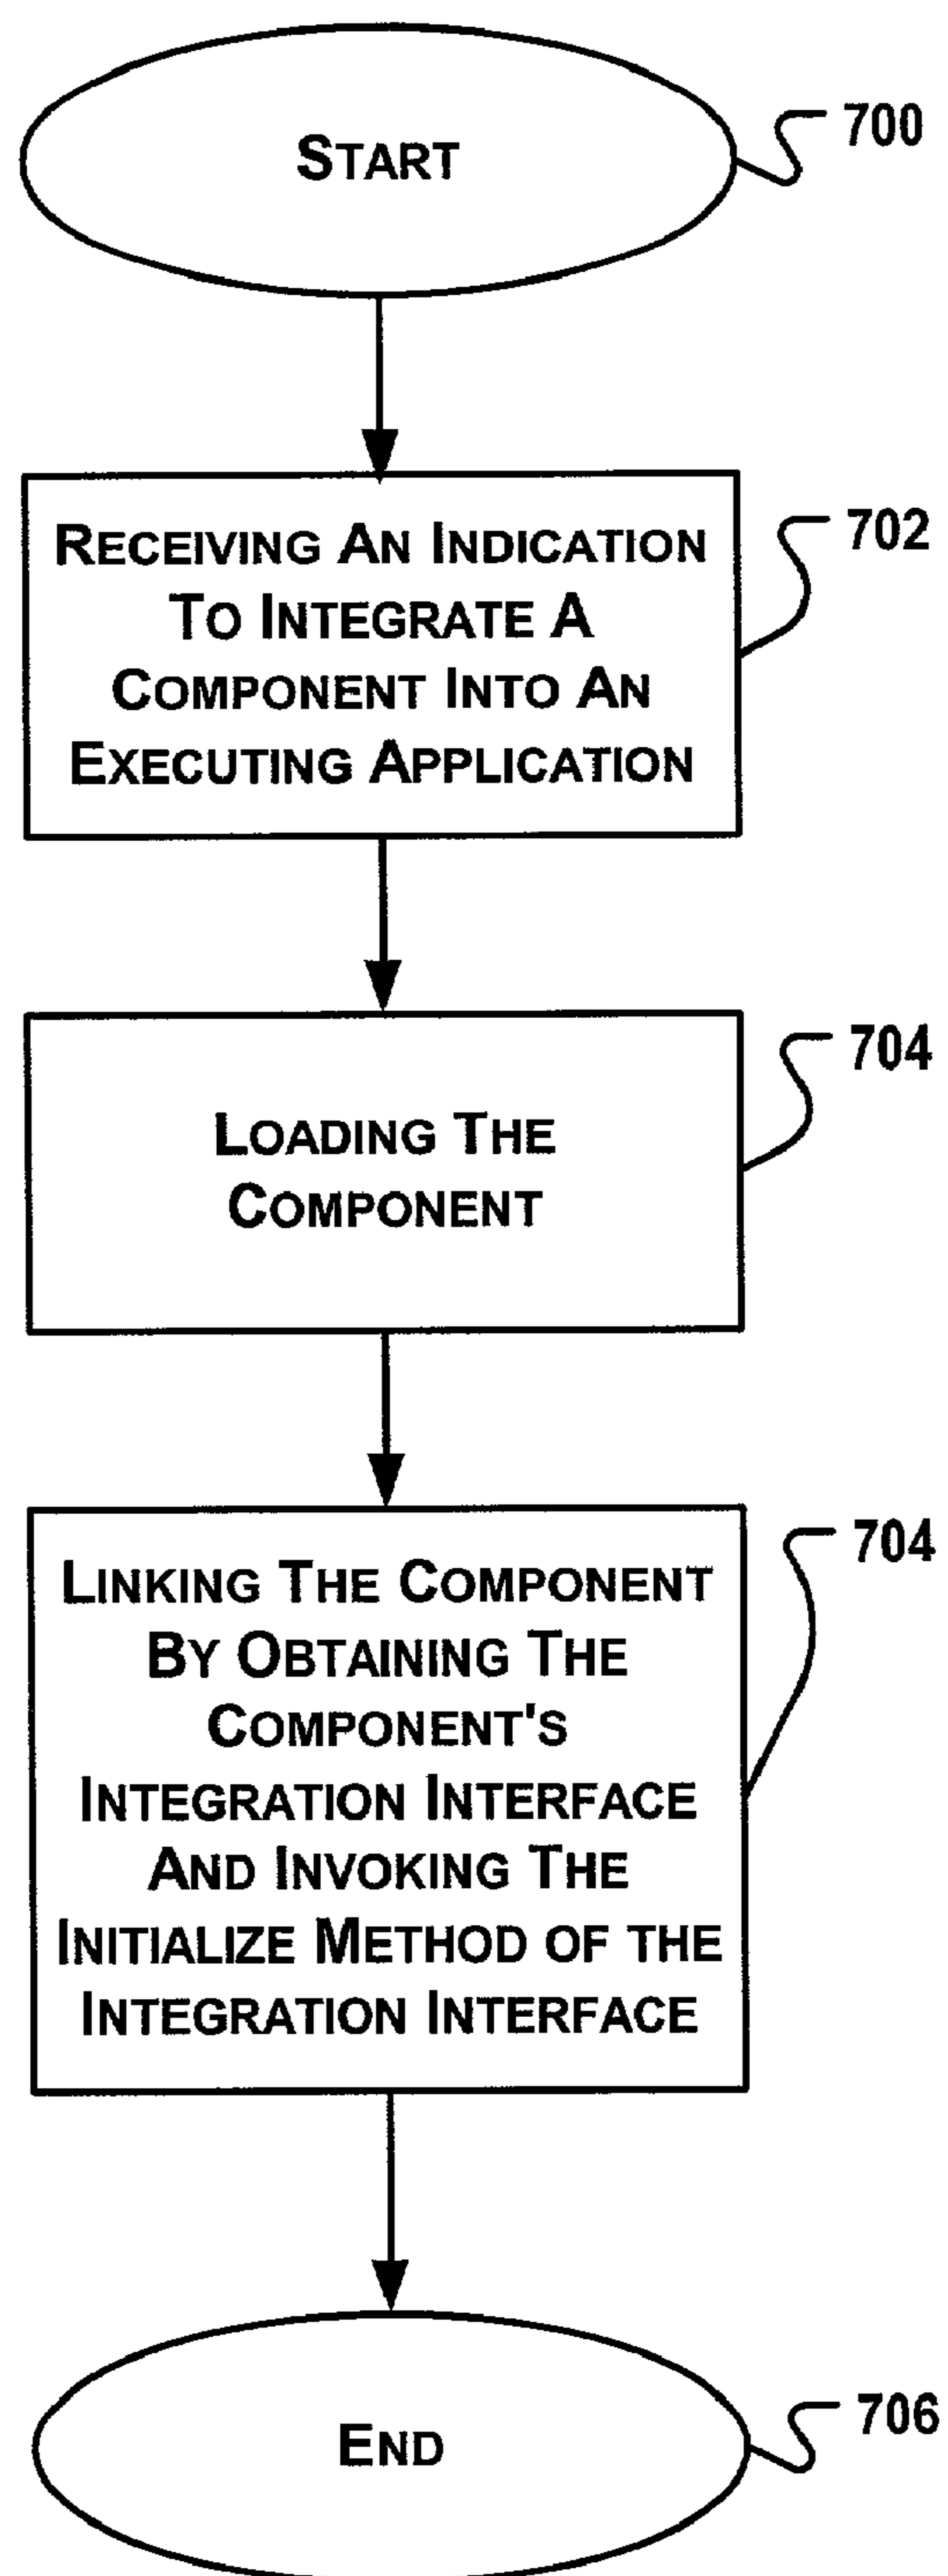 START
700
RECEIVING AN INDICATION
TO INTEGRATE A
COMPONENT INTO AN
EXECUTING APPLICATION
702
LOADING THE
COMPONENT
704
LINKING THE COMPONENT
BY OBTAINING THE
COMPONENT'S
INTEGRATION INTERFACE
AND INVOKING THE
INITIALIZE METHOD OF THE
INTEGRATION INTERFACE
704
END
706